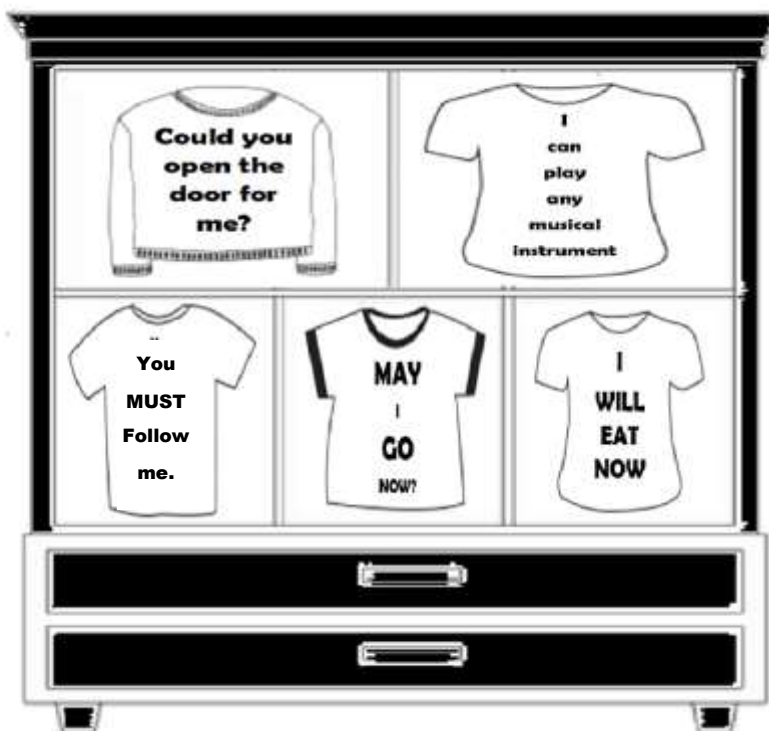 Could you
open the
door for
me?
I
can
play
any
musical
instrument
You
MUST
Follow
me.
MAY
I
GO
NOW?
I
WILL
EAT
NOW